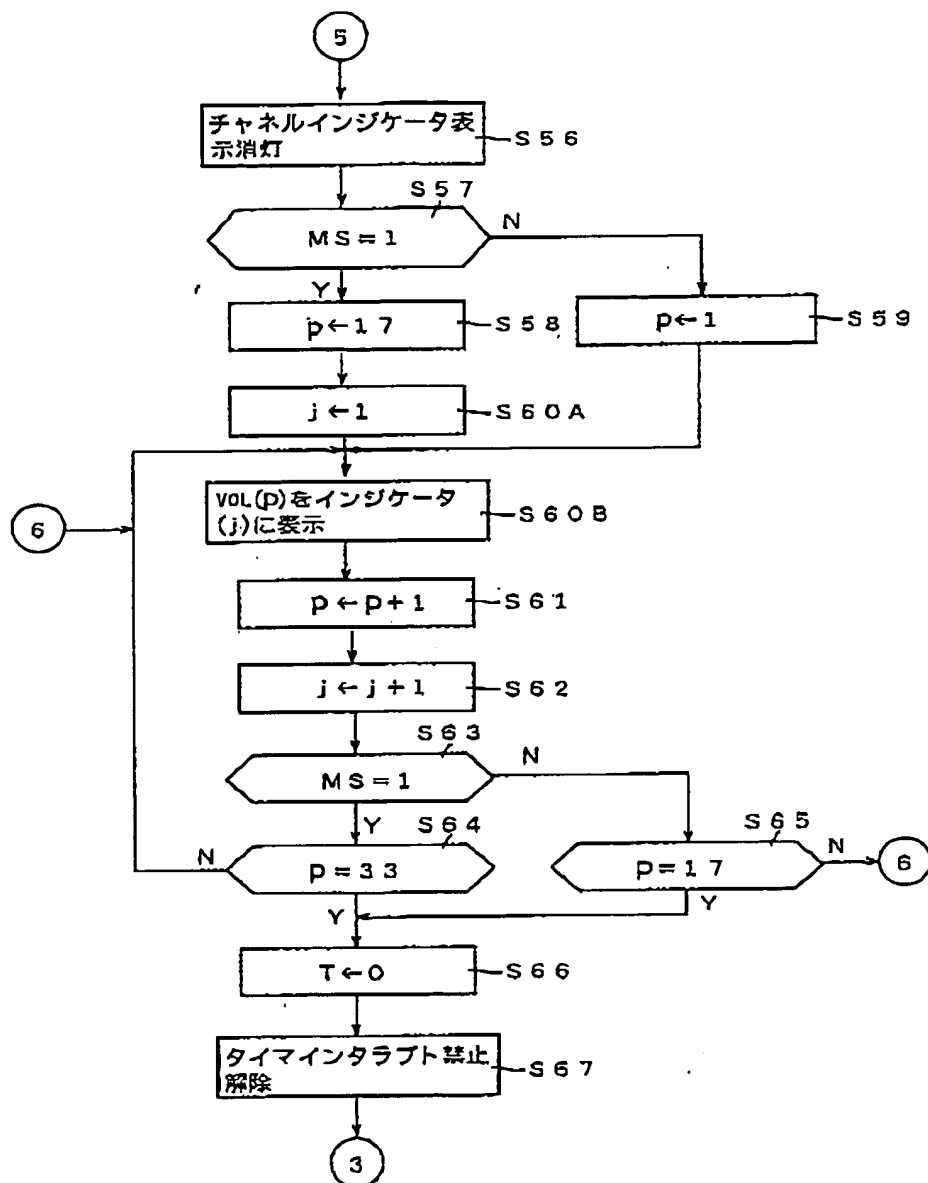 5
チャネルインジケータ表
示消灯
S56
S57
MS=1
N
Y
p←17
S58
p←1
S59
j←1
S60A
VOL(p)をインジケータ
(j)に表示
S60B
6
p←p+1
S61
j←j+1
S62
S63
MS=1
N
Y
S64
N
p=33
S65
p=17
N
6
Y
Y
T←0
S66
タイマインタラプト禁止
解除
S67
3